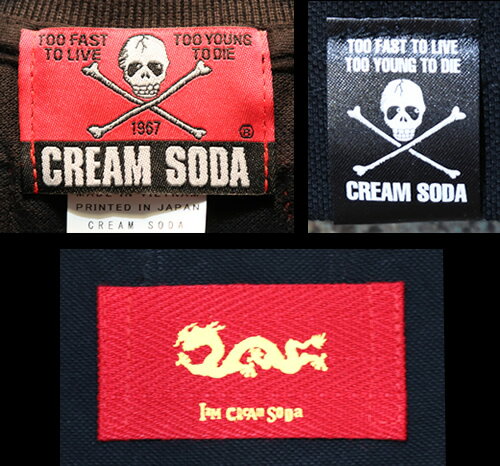 TOO FAST TO LIVE
TOO YOUNG TO DIE
1967
®
CREAM SODA
PRINTED IN JAPAN
CREAM SODA
TOO FAST TO LIVE
TOO YOUNG TO DIE
CREAM SODA
SODA